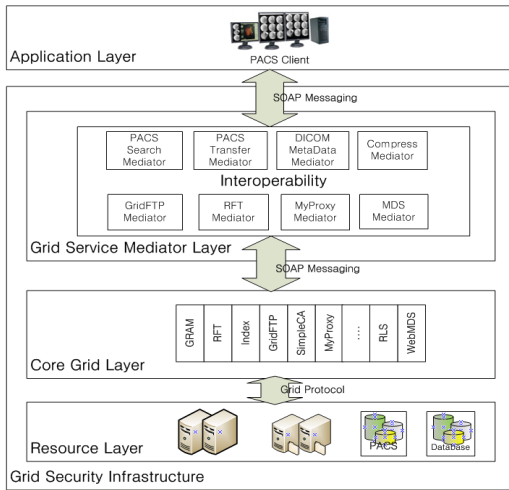 PACS Client
Application Layer
SOAP Messaging
PACS Search Mediator
PACS Transfer Mediator
DICOM MetaData Mediator
Compress Mediator
Interoperability
GridFTP Mediator
RFT Mediator
MyProxy Mediator
MDS Mediator
Grid Service Mediator Layer
SOAP Messaging
GRAM
RFT
Index
GridFTP
SimpleCA
MyProxy
....
RLS
WebMDS
Core Grid Layer
Grid Protocol
Resource Layer
PACS
Database
Grid Security Infrastructure